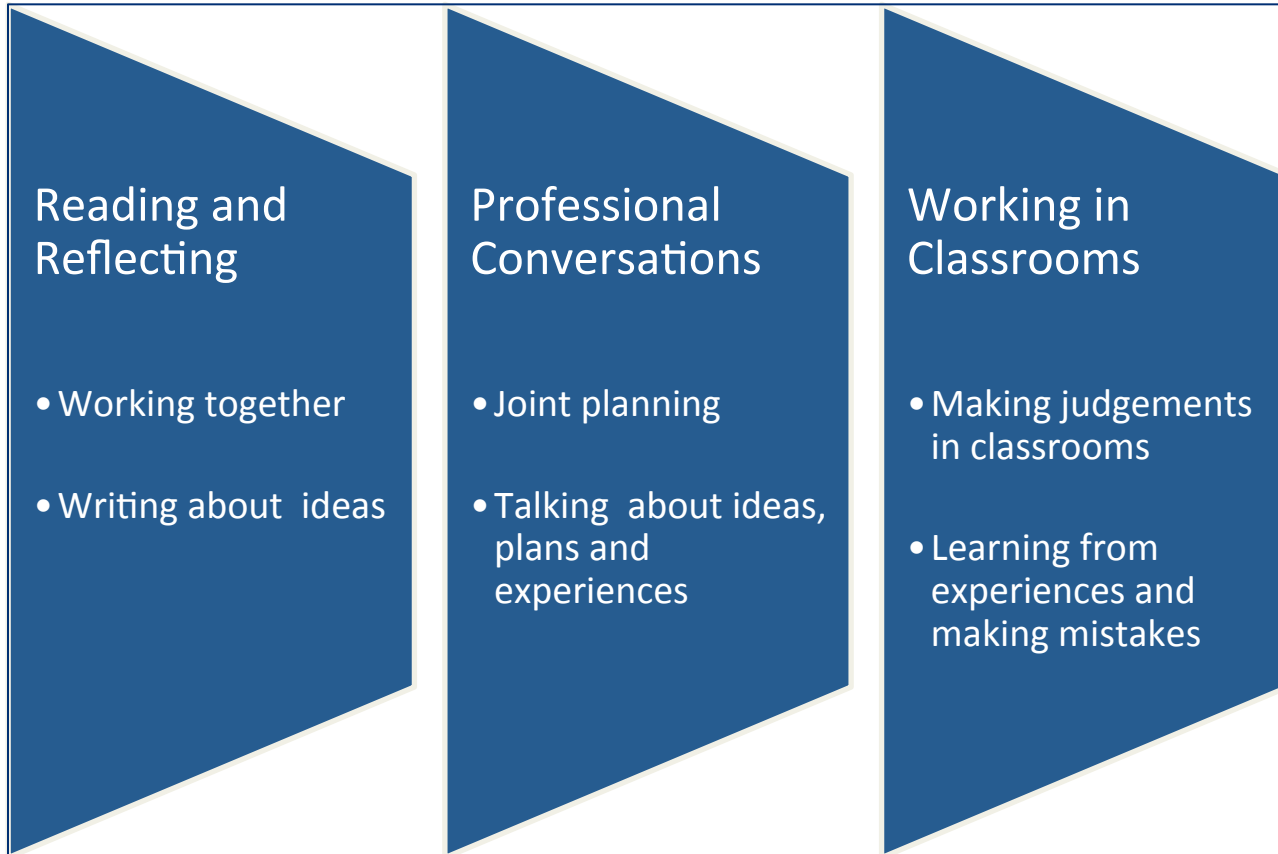 Reading and
Reflecting
• Working together
• Writing about  ideas
Professional
Conversations
• Joint planning
• Talking  about ideas,
plans and
experiences
Working in
Classrooms
• Making judgements
in classrooms
• Learning from
experiences and
making mistakes